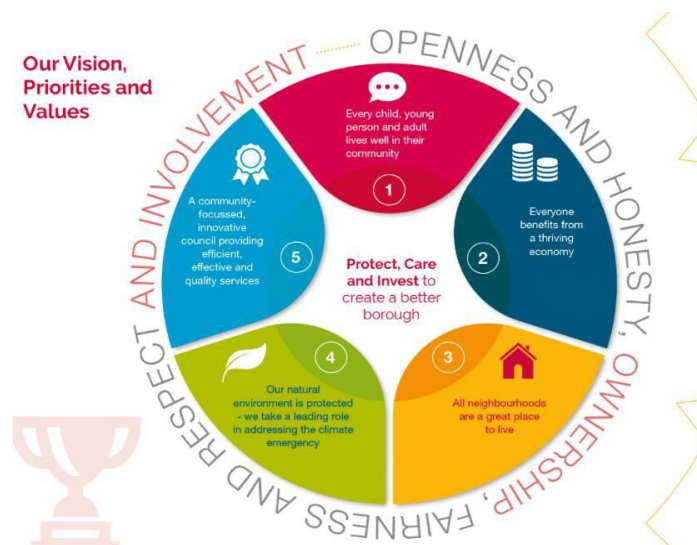 Our Vision,
Priorities and
Values
OPENNESS AND HONESTY, OWNERSHIP, FAIRNESS AND RESPECT AND INVOLVEMENT
Every child, young
person and adult
lives well in their
community
1
Everyone
benefits from
a thriving
economy
2
All neighbourhoods
are a great place
to live
3
Our natural
environment is protected
- we take a leading role
in addressing the climate
emergency
4
A community-
focussed,
innovative
council providing
efficient,
effective and
quality services
5
Protect, Care
and Invest to
create a better
borough